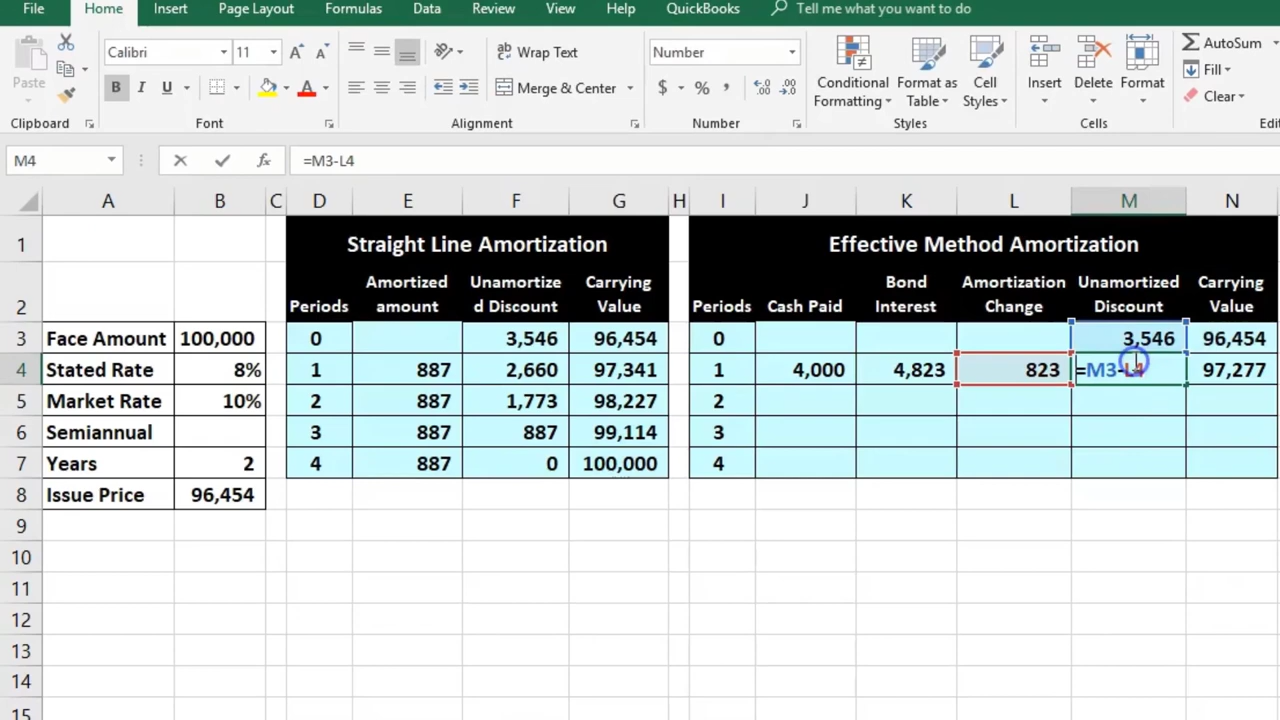 File Home Insert Page Layout Formulas Data Review View Help QuickBooks Tell me what you want to do
Calibri 11 Wrap Text Number AutoSum
Paste B I U Merge & Center $ % , Conditional Formatting Format as Table Cell Styles Insert Delete Format Fill
Clear
Clipboard Font Alignment Number Styles Cells
M4 fx =M3-L4
A B C D E F G H I J K L M N
1 Straight Line Amortization Effective Method Amortization
2 Periods Amortized amount Unamortize d Discount Carrying Value Periods Cash Paid Bond Interest Amortization Change Unamortized Discount Carrying Value
3 Face Amount 100,000 0 3,546 96,454 0 3,546 96,454
4 Stated Rate 8% 1 887 2,660 97,341 1 4,000 4,823 823 =M3-L4 97,277
5 Market Rate 10% 2 887 1,773 98,227 2
6 Semiannual 3 887 887 99,114 3
7 Years 2 4 887 0 100,000 4
8 Issue Price 96,454
9
10
11
12
13
14
15